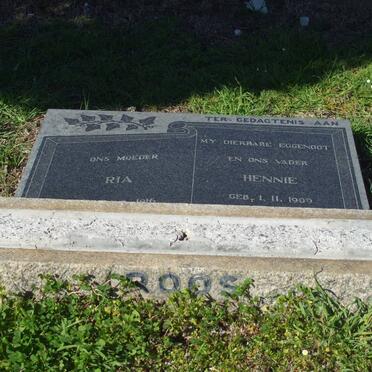 TER GEDAGTENIS AAN
ONS MOEDER
RIA
MY DIERBARE EGGENOOT
EN ONS VADER
HENNIE
GEB. 1. 11. 1909
ROOS